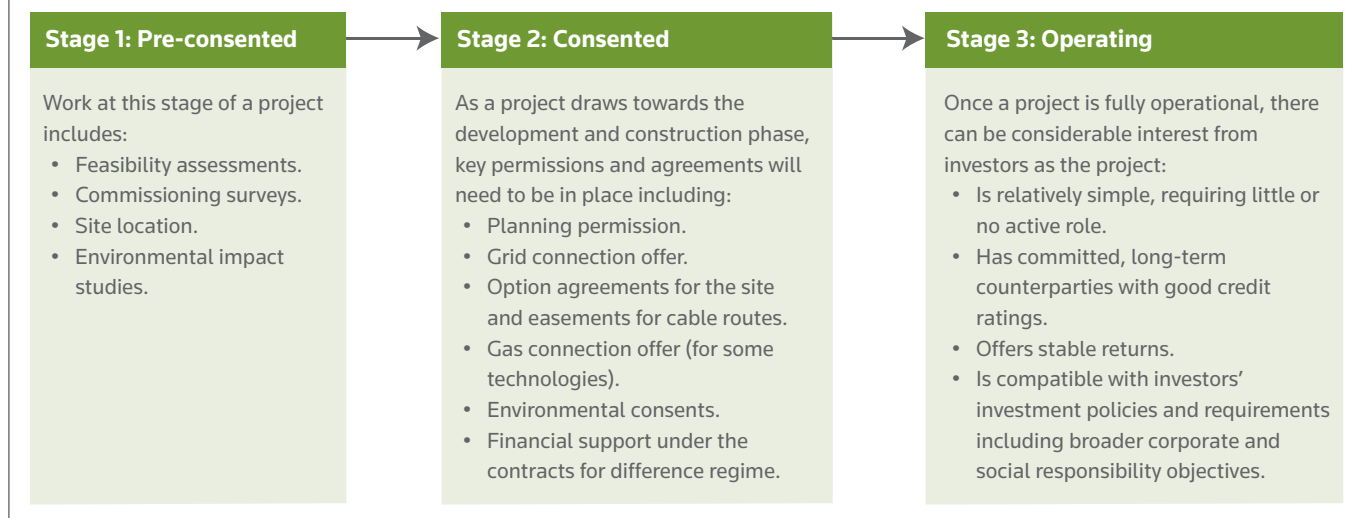 Stage 1: Pre-consented
Work at this stage of a project
includes:
• Feasibility assessments.
• Commissioning surveys.
• Site location.
• Environmental impact
studies.
Stage 2: Consented
As a project draws towards the
development and construction phase,
key permissions and agreements will
need to be in place including:
• Planning permission.
• Grid connection offer.
• Option agreements for the site
and easements for cable routes.
• Gas connection offer (for some
technologies).
• Environmental consents.
• Financial support under the
contracts for difference regime.
Stage 3: Operating
Once a project is fully operational, there
can be considerable interest from
investors as the project:
• Is relatively simple, requiring little or
no active role.
• Has committed, long-term
counterparties with good credit
ratings.
• Offers stable returns.
• Is compatible with investors’
investment policies and requirements
including broader corporate and
social responsibility objectives.